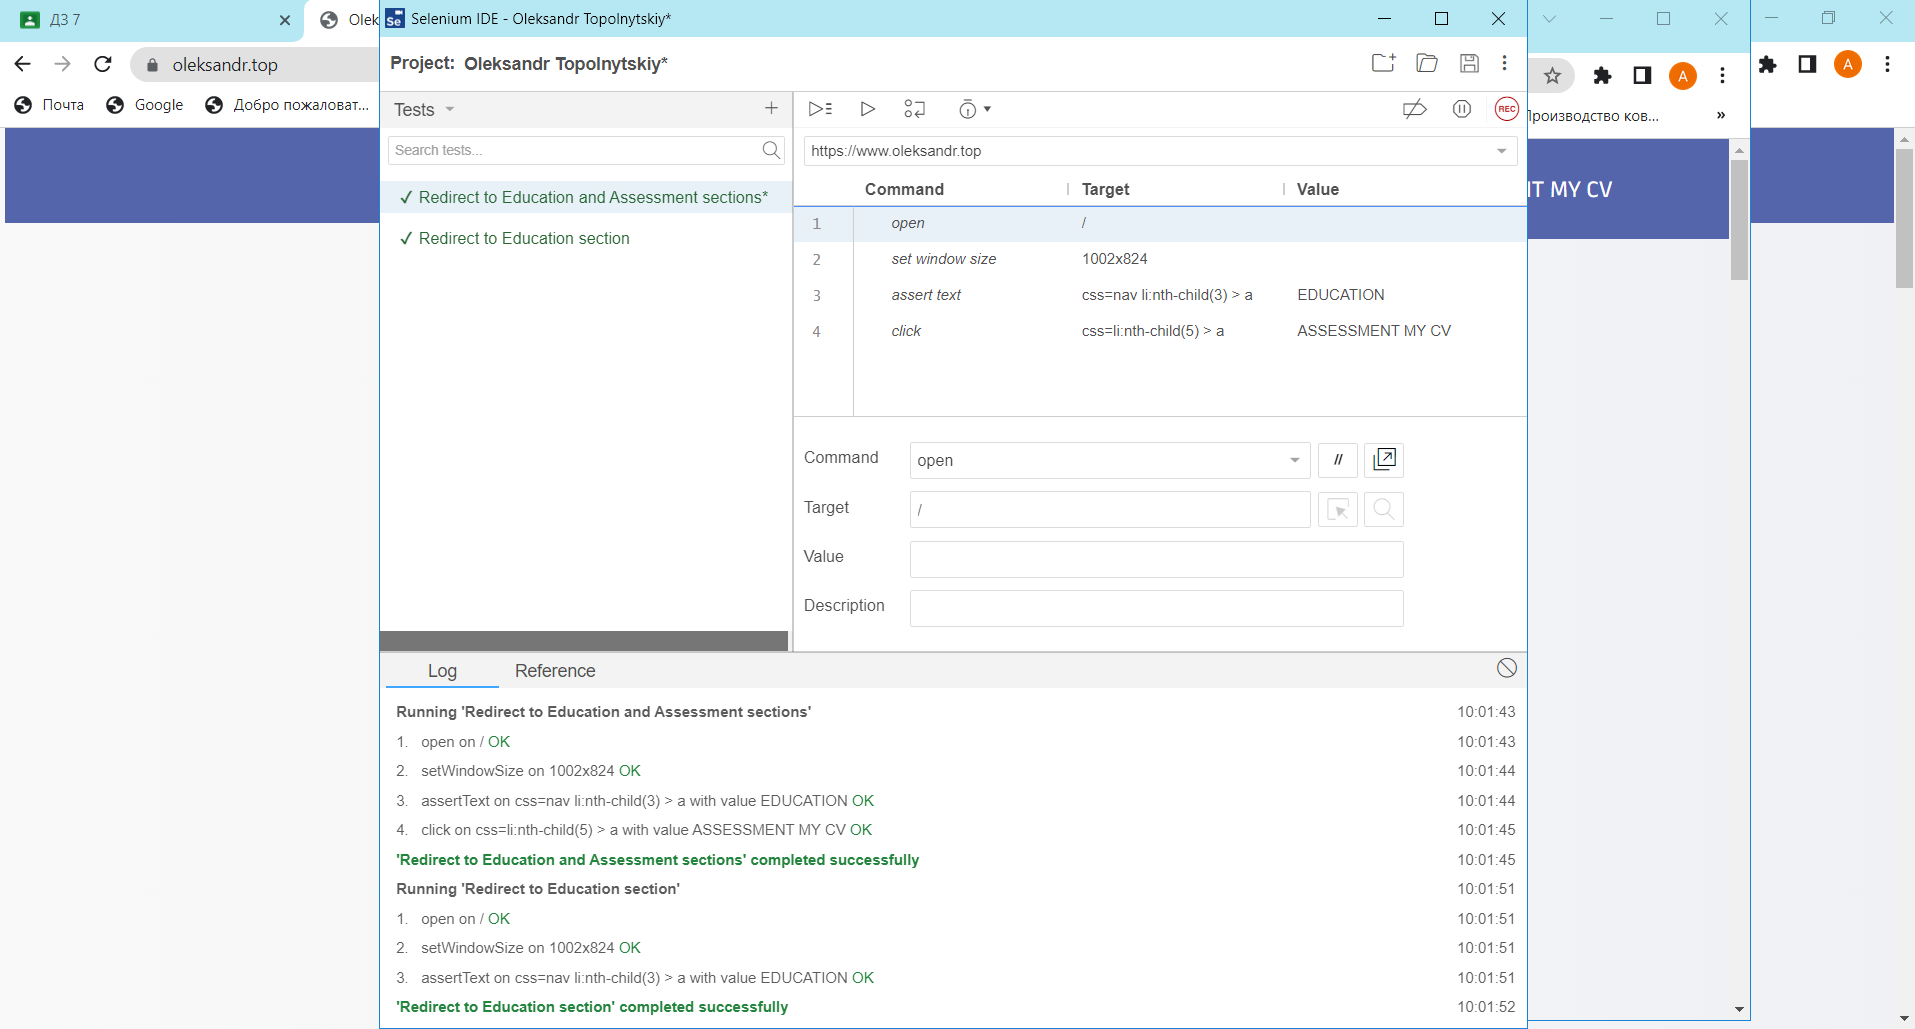 ДЗ 7
Olek
Selenium IDE - Oleksandr Topolnytskiy*
oleksandr.top
Project: Oleksandr Topolnytskiy*
A
A
Почта
Google
Добро пожаловат...
Tests
REC
Производство ков...
»
Search tests...
https://www.oleksandr.top
Command Target Value
✓ Redirect to Education and Assessment sections*
IT MY CV
1 open /
✓ Redirect to Education section
2 set window size 1002x824
3 assert text css=nav li:nth-child(3) > a EDUCATION
4 click css=li:nth-child(5) > a ASSESSMENT MY CV
Command open //
Target /
Value
Description
Log Reference
Running 'Redirect to Education and Assessment sections' 10:01:43
1. open on / OK 10:01:43
2. setWindowSize on 1002x824 OK 10:01:44
3. assertText on css=nav li:nth-child(3) > a with value EDUCATION OK 10:01:44
4. click on css=li:nth-child(5) > a with value ASSESSMENT MY CV OK 10:01:45
'Redirect to Education and Assessment sections' completed successfully 10:01:45
Running 'Redirect to Education section' 10:01:51
1. open on / OK 10:01:51
2. setWindowSize on 1002x824 OK 10:01:51
3. assertText on css=nav li:nth-child(3) > a with value EDUCATION OK 10:01:51
'Redirect to Education section' completed successfully 10:01:52